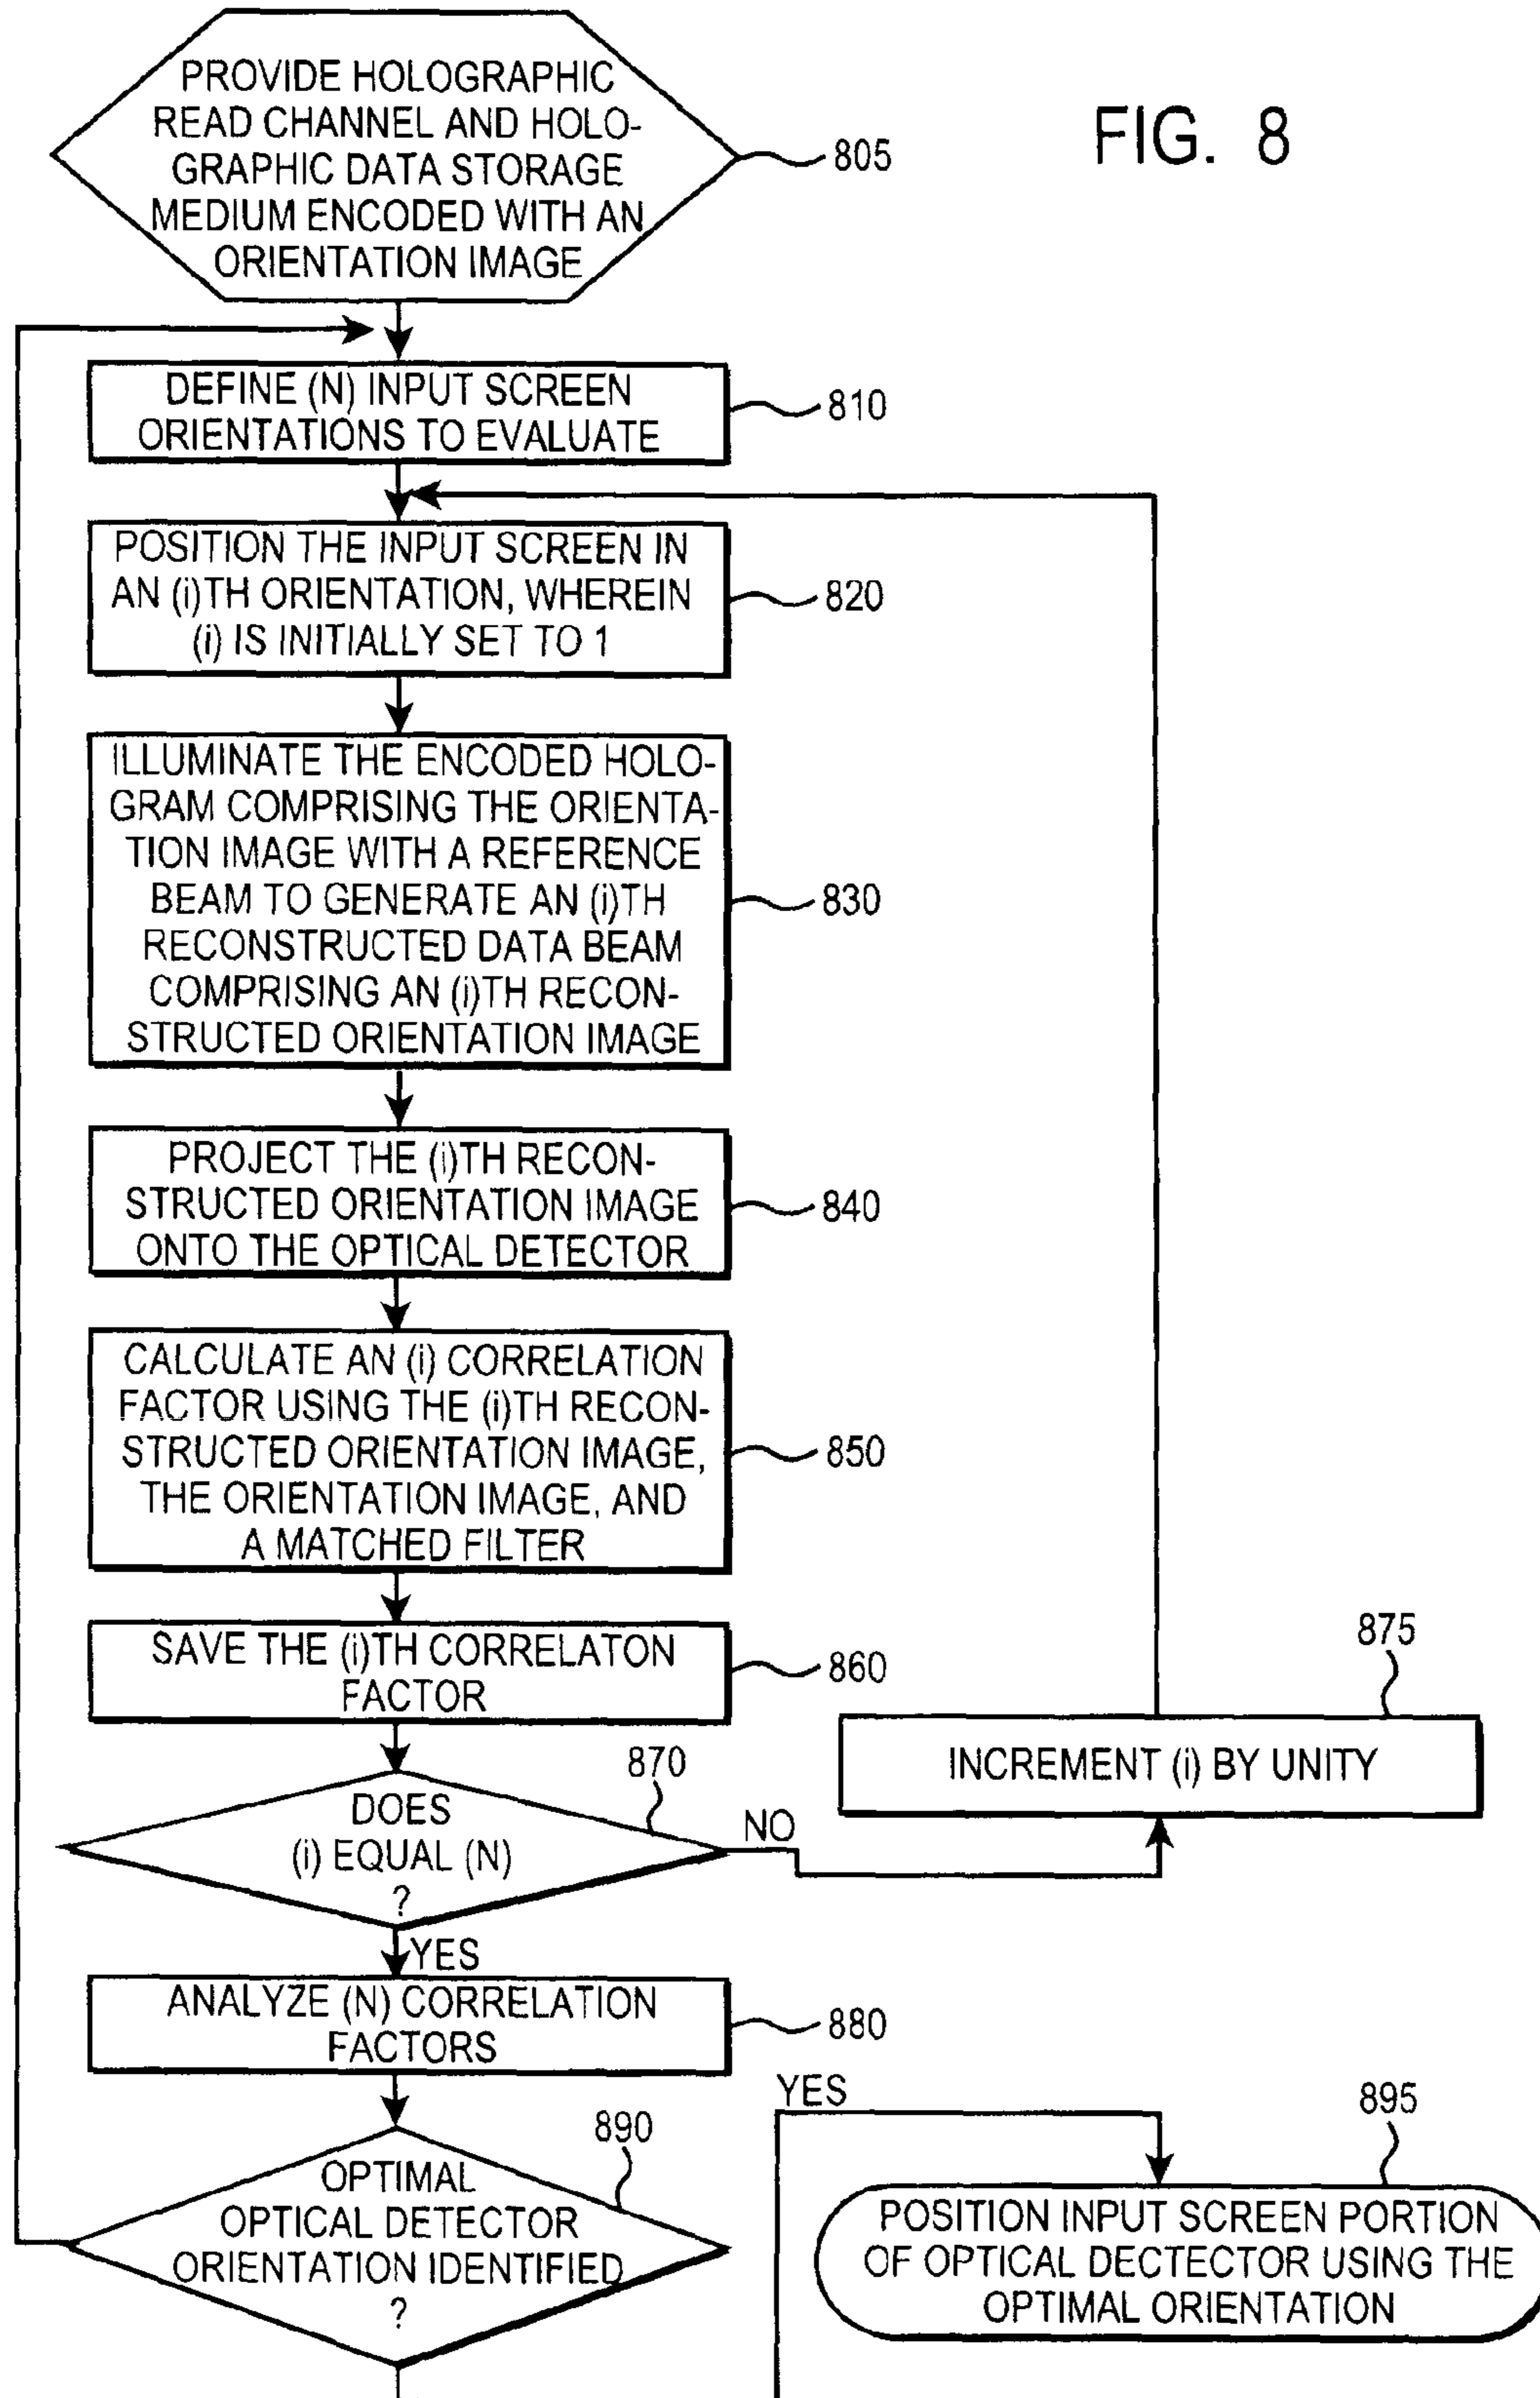 FIG. 8
PROVIDE HOLOGRAPHIC
READ CHANNEL AND HOLO-
GRAPHIC DATA STORAGE
MEDIUM ENCODED WITH AN
ORIENTATION IMAGE
805
DEFINE (N) INPUT SCREEN
ORIENTATIONS TO EVALUATE
810
POSITION THE INPUT SCREEN IN
AN (i)TH ORIENTATION, WHEREIN
(i) IS INITIALLY SET TO 1
820
ILLUMINATE THE ENCODED HOLO-
GRAM COMPRISING THE ORIENTA-
TION IMAGE WITH A REFERENCE
BEAM TO GENERATE AN (i)TH
RECONSTRUCTED DATA BEAM
COMPRISING AN (i)TH RECON-
STRUCTED ORIENTATION IMAGE
830
PROJECT THE (i)TH RECON-
STRUCTED ORIENTATION IMAGE
ONTO THE OPTICAL DETECTOR
840
CALCULATE AN (i) CORRELATION
FACTOR USING THE (i)TH RECON-
STRUCTED ORIENTATION IMAGE,
THE ORIENTATION IMAGE, AND
A MATCHED FILTER
850
SAVE THE (i)TH CORRELATON
FACTOR
860
875
INCREMENT (i) BY UNITY
870
DOES
(i) EQUAL (N)
?
NO
YES
ANALYZE (N) CORRELATION
FACTORS
880
890
OPTIMAL
OPTICAL DETECTOR
ORIENTATION IDENTIFIED
?
YES
895
POSITION INPUT SCREEN PORTION
OF OPTICAL DECTECTOR USING THE
OPTIMAL ORIENTATION